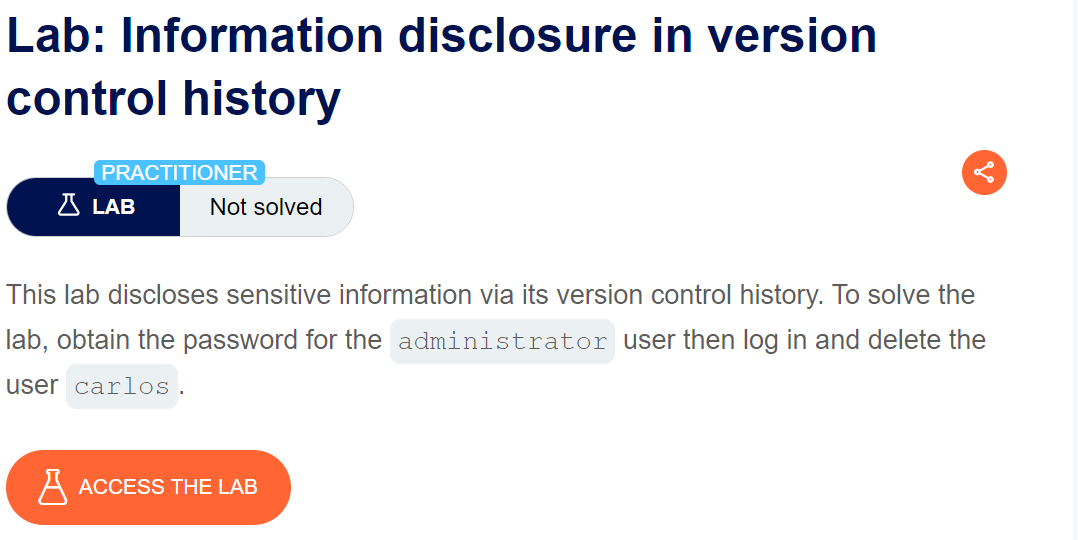 Lab: Information disclosure in version
control history
PRACTITIONER
LAB Not solved
This lab discloses sensitive information via its version control history. To solve the
lab, obtain the password for the administrator user then log in and delete the
user carlos.
ACCESS THE LAB